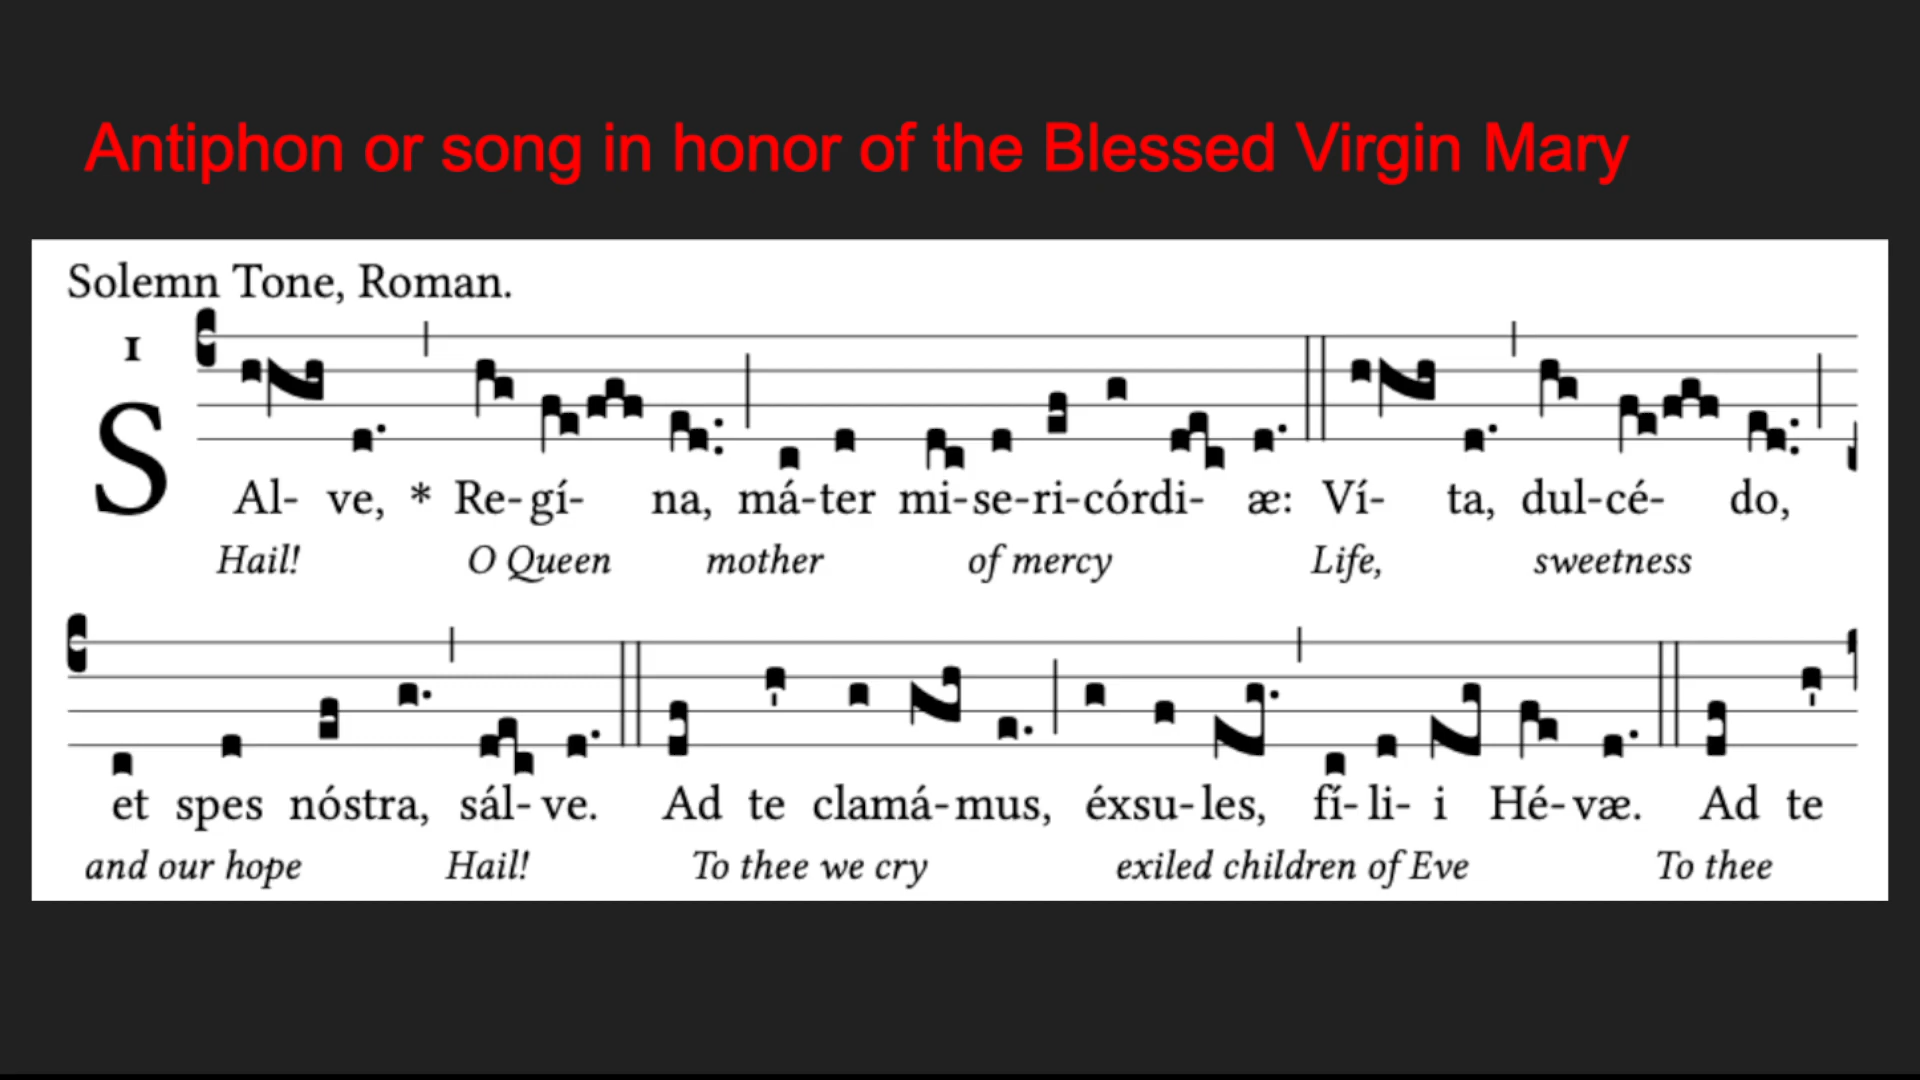 Antiphon or song in honor of the Blessed Virgin Mary
Solemn Tone, Roman.
1
SAl- ve, * Re-gí- na, má-ter mi-se-ri-córdi- æ: Ví- ta, dul-cé- do,
Hail! O Queen mother of mercy Life, sweetness
et spes nóstra, sál- ve. Ad te clamá-mus, éxsu-les, fí-li- i Hé-væ. Ad te
and our hope Hail! To thee we cry exiled children of Eve To thee